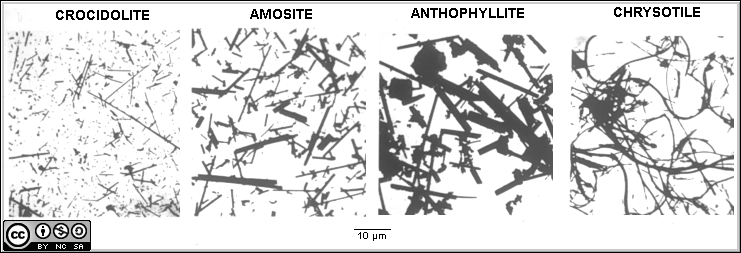 CROCIDOLITE
AMOSITE
ANTHOPHYLLITE
CHRYSOTILE
10 µm
cc
BY NC SA